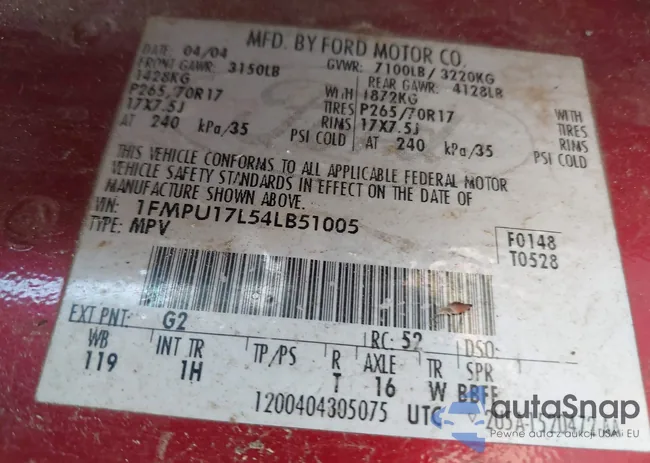 MFD. BY FORD MOTOR CO.
DATE: 04/04 GVWR: 7100LB / 3220KG
FRONT GAWR: 3150LB REAR GAWR: 4128LB
1428KG WITH 1872KG WITH
P265/70R17 TIRES P265/70R17 TIRES
17X7.5J RIMS 17X7.5J RIMS
AT 240 kPa/35 PSI COLD AT 240 kPa/35 PSI COLD
THIS VEHICLE CONFORMS TO ALL APPLICABLE FEDERAL MOTOR
VEHICLE SAFETY STANDARDS IN EFFECT ON THE DATE OF
MANUFACTURE SHOWN ABOVE.
VIN: 1FMPU17L54LB51005
TYPE: MPV
F0148
T0528
EXT PNT: G2 RC: 52 DSO:
WB INT TR TP/PS R AXLE TR SPR
119 1H T 16 W BBFF
1200404305075 UTC
autoSnap
Pewne auta z aukcji USA i EU